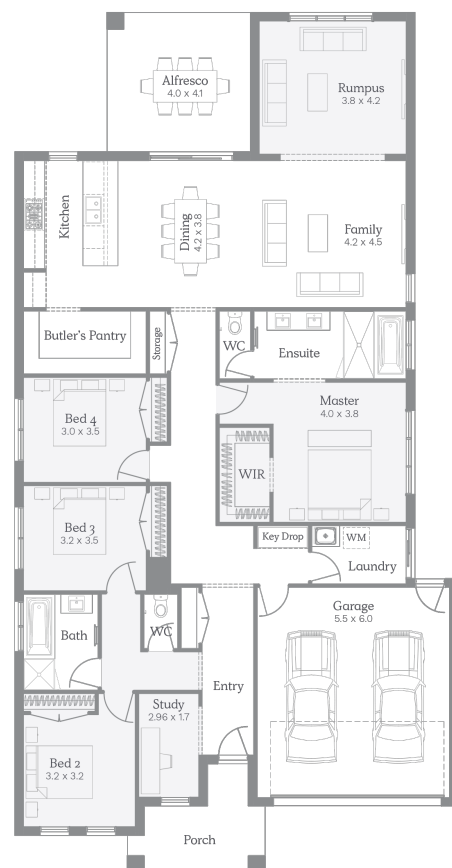 Alfresco
4.0 x 4.1
Rumpus
3.8 x 4.2
Kitchen
Dining
4.2 x 3.8
Family
4.2 x 4.5
Butler's Pantry
Storage
WC
Ensuite
Bed 4
3.0 x 3.5
Master
4.0 x 3.8
WIR
Bed 3
3.2 x 3.5
Key Drop
WM
Laundry
Garage
5.5 x 6.0
Bath
WC
Entry
Study
2.96 x 1.7
Bed 2
3.2 x 3.2
Porch